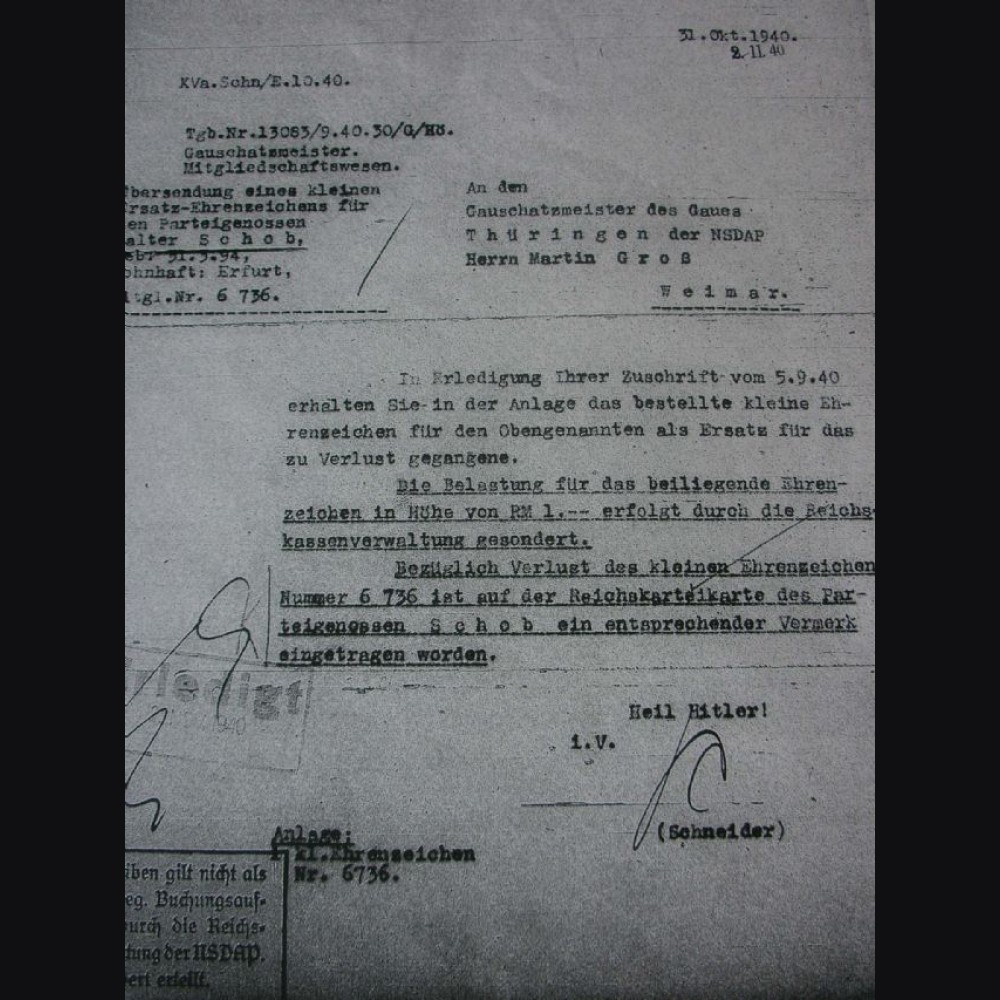 31.Okt.1940.
2.11.40
KVa.Schn/E.10.40.
Tgb.Nr.13083/9.40.30/G/Hö.
Gauschatzmeister.
Mitgliedschaftswesen.
bersendung eines kleinen
rsatz-Ehrenzeichens für
en Parteigenossen
alter S c h o b,
eb. 31.3.94,
ohnhaft: Erfurt,
tgl.Nr. 6 736.
An den
Gauschatzmeister des Gaues
T h ü r i n g e n der NSDAP
Herrn Martin G r o ß
W e i m a r.
In Erledigung Ihrer Zuschrift vom 5.9.40
erhalten Sie in der Anlage das bestellte kleine Eh-
renzeichen für den Obengenannten als Ersatz für das
zu Verlust gegangene.
Die Belastung für das beiliegende Ehren-
zeichen in Höhe von RM 1.-- erfolgt durch die Reichs
kassenverwaltung gesondert.
Bezüglich Verlust des kleinen Ehrenzeichen
Nummer 6 736 ist auf der Reichskarteikarte des Par-
teigenossen S c h o b ein entsprechender Vermerk
eingetragen worden.
rledigt
Heil Hitler!
i.V.
(Schneider)
Anlage:
1 kl.Ehrenzeichen
Nr. 6736.
iben gilt nicht als
eg. Buchungsauf-
urch die Reichs-
tung der NSDAP.
ert erteilt.